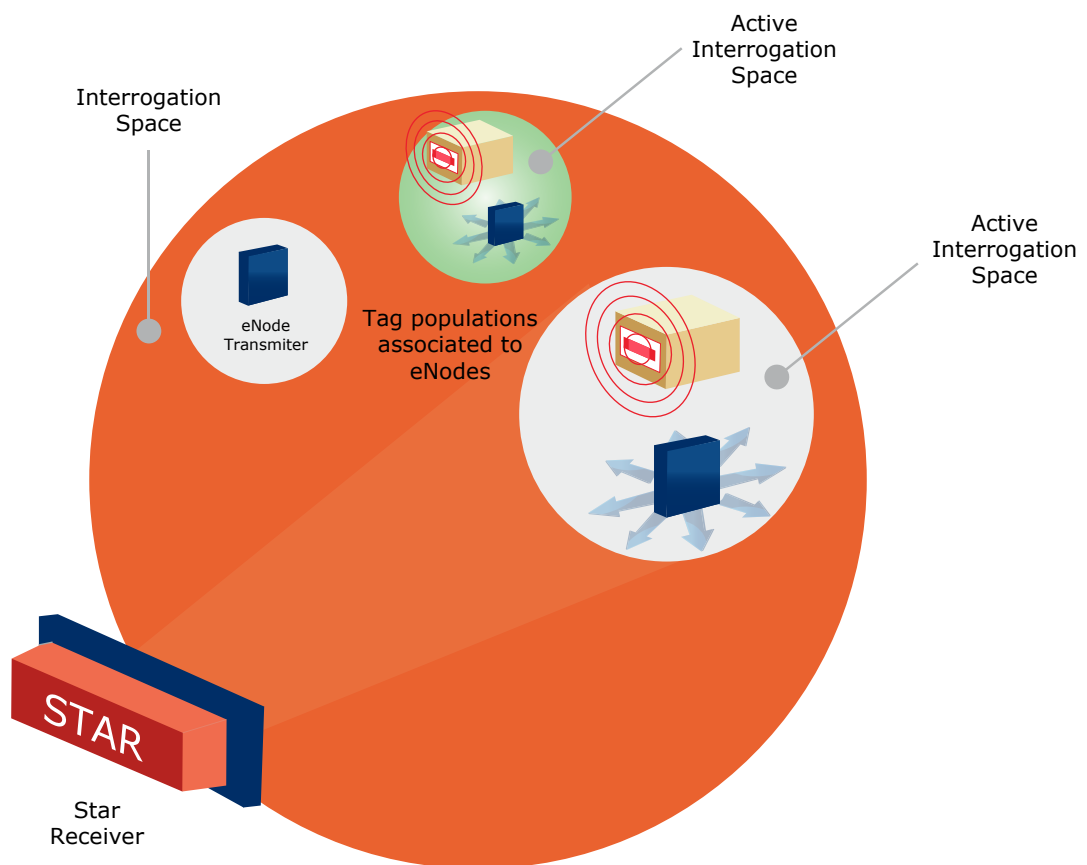 Active
Interrogation
Space
Interrogation
Space
Active
Interrogation
Space
eNode
Transmiter
Tag populations
associated to
eNodes
STAR
Star
Receiver